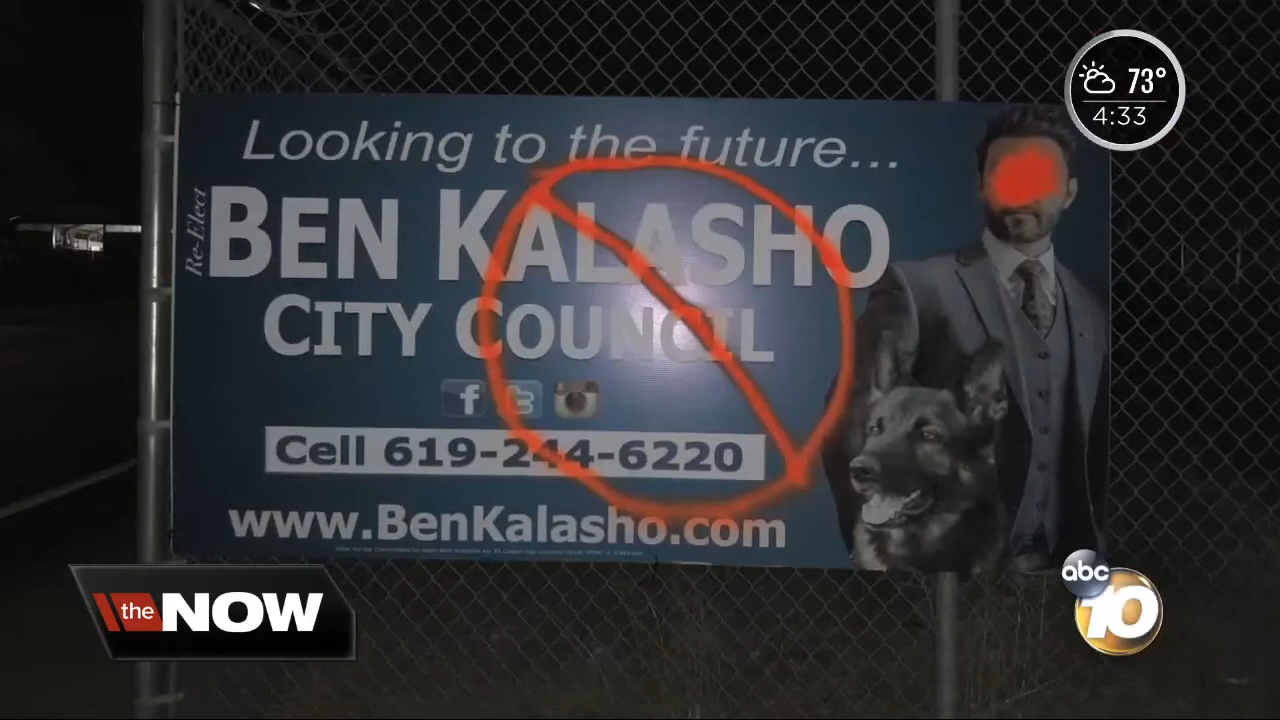 73°
4:33
Looking to the future...
Re-Elect
BEN KALASHO
CITY COUNCIL
f
Cell 619-244-6220
www.BenKalasho.com
the NOW
abc
10